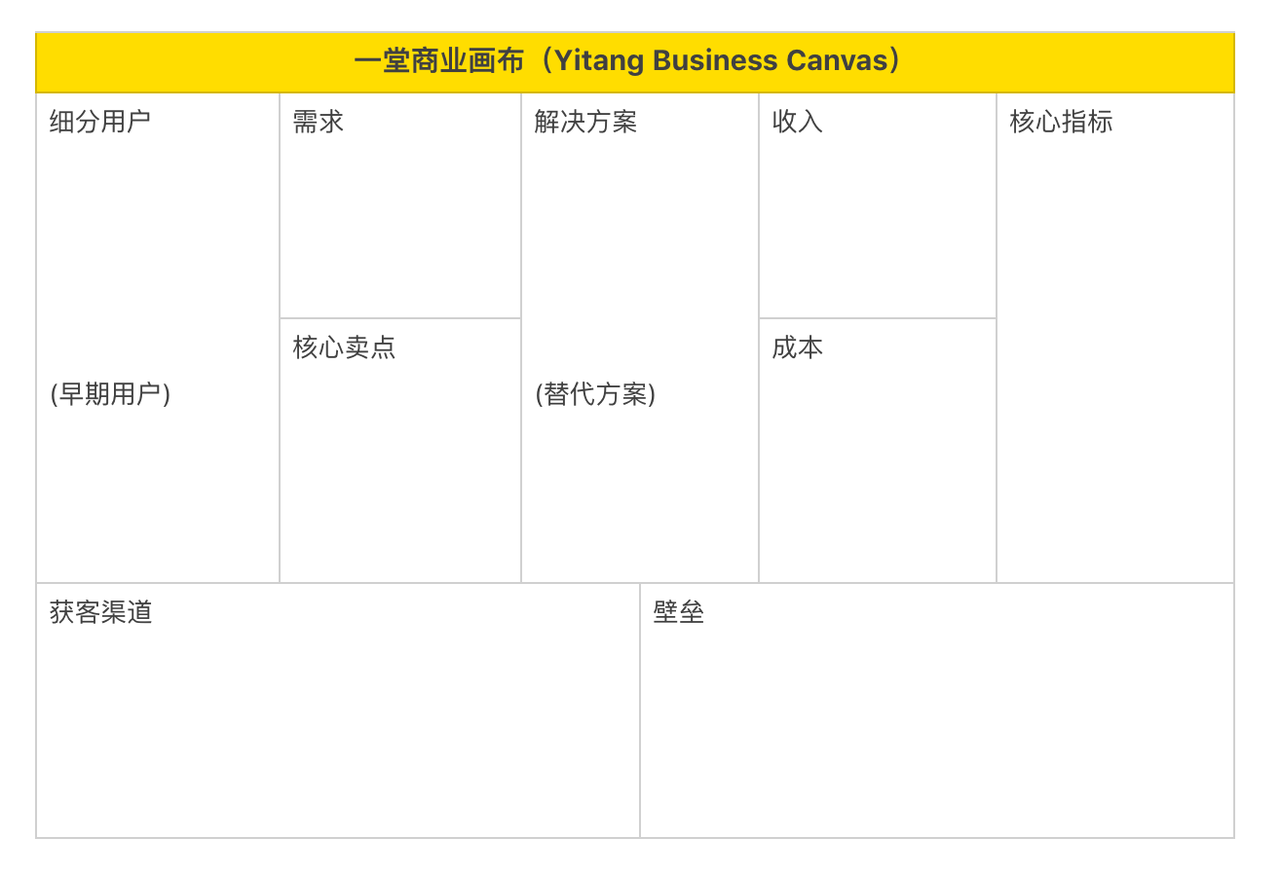 一堂商业画布（Yitang Business Canvas）
细分用户
(早期用户)
需求
核心卖点
解决方案
(替代方案)
收入
成本
核心指标
获客渠道
壁垒